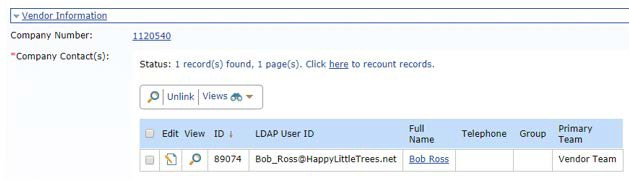 Vendor Information
Company Number: 1120540
*Company Contact(s):
Status: 1 record(s) found, 1 page(s). Click here to recount records.
Unlink Views
Edit View ID ↓ LDAP User ID Full Name Telephone Group Primary Team
89074 Bob_Ross@HappyLittleTrees.net Bob Ross Vendor Team